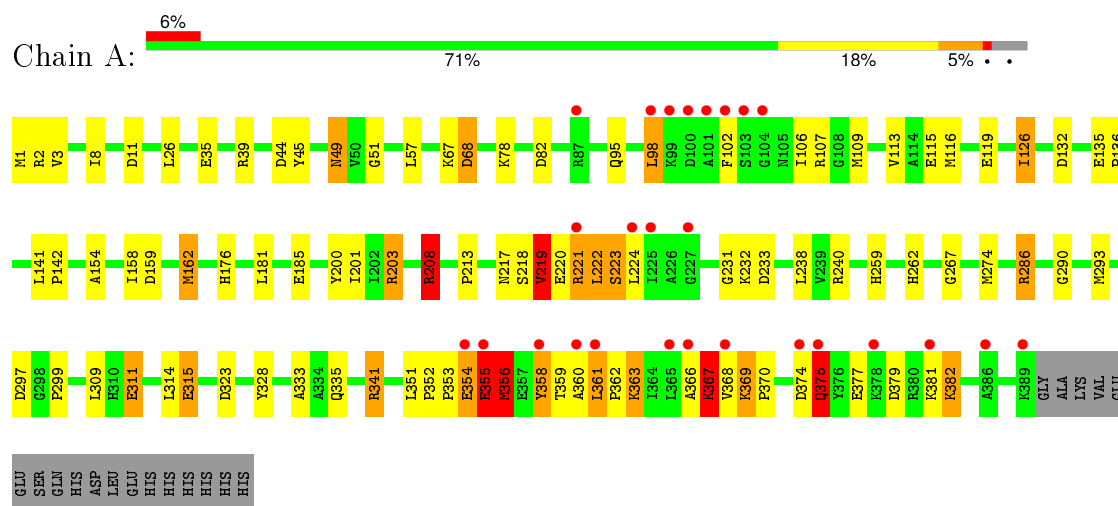 6%
Chain A:
71% 18% 5% • •
M1 R2 V3 I8 D11 L26 E35 R39 D44 Y45 N49 V50 G51 L57 K67 D68 K78 D82 R87 Q95 L98 K99 D100 A101 F102 S103 G104 N105 I106 R107 G108 M109 V113 A114 E115 M116 E119 I126 D132 E135 P136
L141 P142 A154 I158 D159 M162 H176 L181 E185 Y200 I201 I202 R203 R208 P213 N217 S218 V219 E220 R221 L222 S223 L224 I225 A226 G227 G231 K232 D233 L238 V239 R240 H259 H262 G267 M274 R286 G290 M293
D297 G298 P299 L309 H310 E311 L314 E315 D323 Y328 A333 A334 Q335 R341 L351 P352 P353 E354 E355 M356 E357 Y358 T359 A360 L361 P362 K363 I364 L365 A366 K367 V368 K369 P370 D374 Q375 Y376 E377 K378 D379 R380 K381 K382 A386 K389 GLY ALA LYS VAL GLU
GLU SER GLN HIS ASP LEU GLU HIS HIS HIS HIS HIS HIS